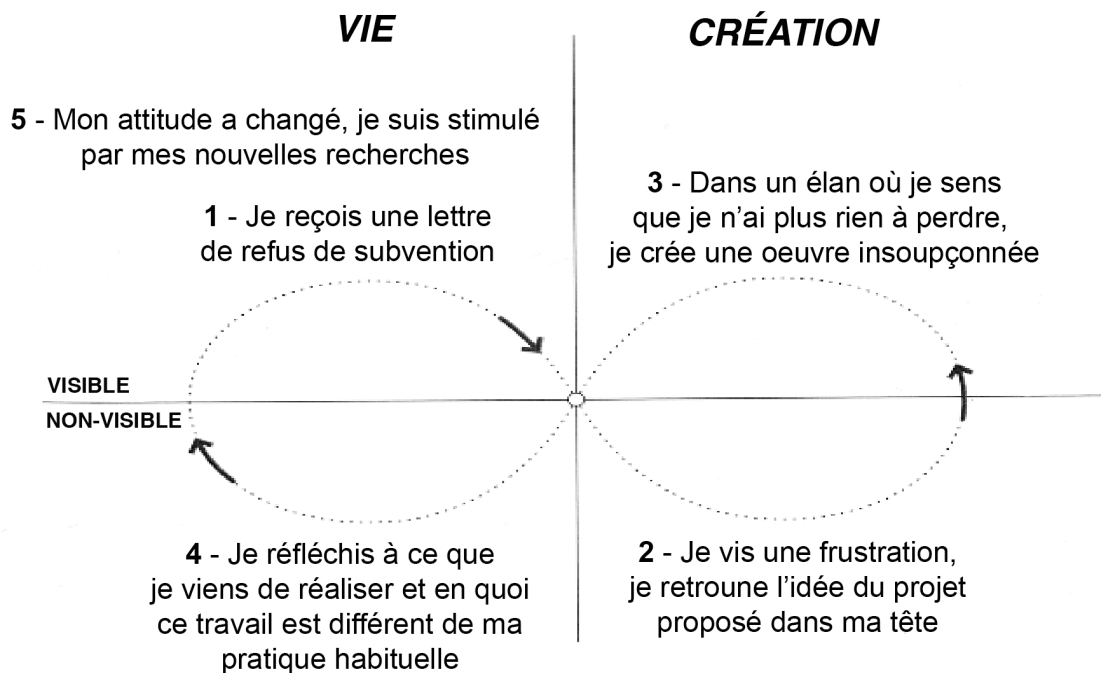 VIE
CRÉATION
5 - Mon attitude a changé, je suis stimulé
par mes nouvelles recherches
1 - Je reçois une lettre
de refus de subvention
3 - Dans un élan où je sens
que je n'ai plus rien à perdre,
je crée une oeuvre insoupçonnée
VISIBLE
NON-VISIBLE
4 - Je réfléchis à ce que
je viens de réaliser et en quoi
ce travail est différent de ma
pratique habituelle
2 - Je vis une frustration,
je retroune l'idée du projet
proposé dans ma tête